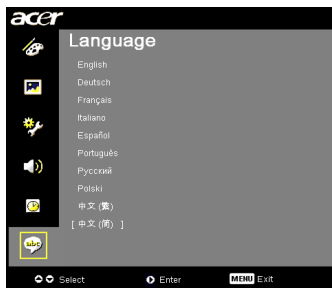 acer
Language
English
Deutsch
Français
Italiano
Español
Português
Русский
Polski
中文 (繁)
[ 中文 (简) ]
abc
Select Enter MENU Exit